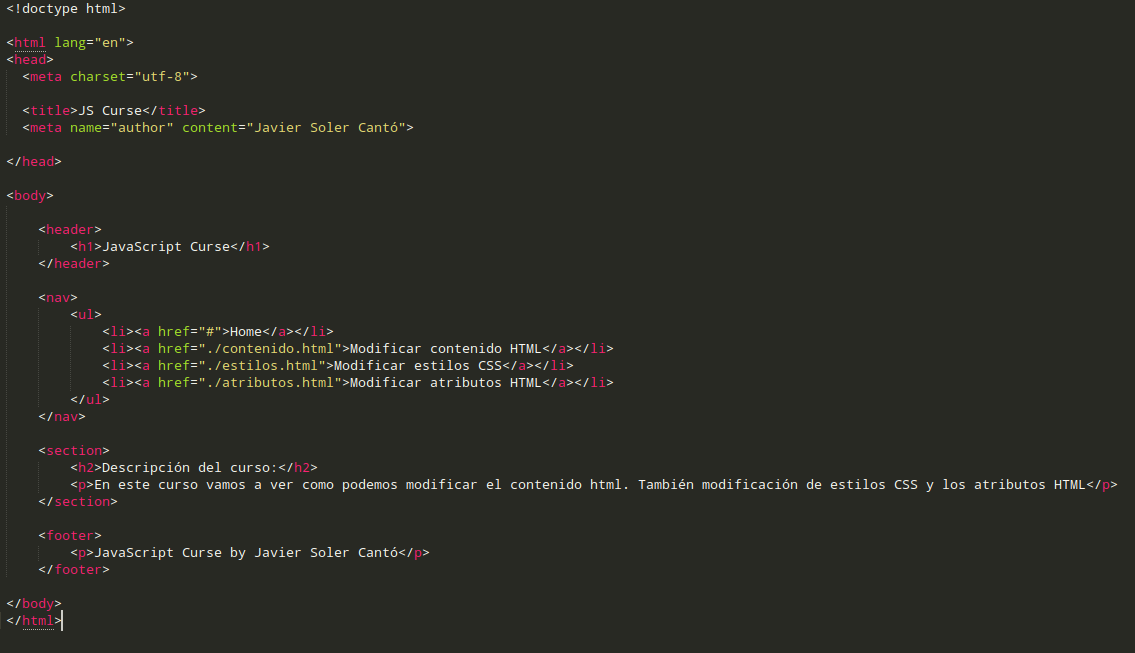 <!doctype html>
<html lang="en">
<head>
<meta charset="utf-8">
<title>JS Curse</title>
<meta name="author" content="Javier Soler Cantó">
</head>
<body>
<header>
<h1>JavaScript Curse</h1>
</header>
<nav>
<ul>
<li><a href="#">Home</a></li>
<li><a href="./contenido.html">Modificar contenido HTML</a></li>
<li><a href="./estilos.html">Modificar estilos CSS</a></li>
<li><a href="./atributos.html">Modificar atributos HTML</a></li>
</ul>
</nav>
<section>
<h2>Descripción del curso:</h2>
<p>En este curso vamos a ver como podemos modificar el contenido html. También modificación de estilos CSS y los atributos HTML</p>
</section>
<footer>
<p>JavaScript Curse by Javier Soler Cantó</p>
</footer>
</body>
</html>